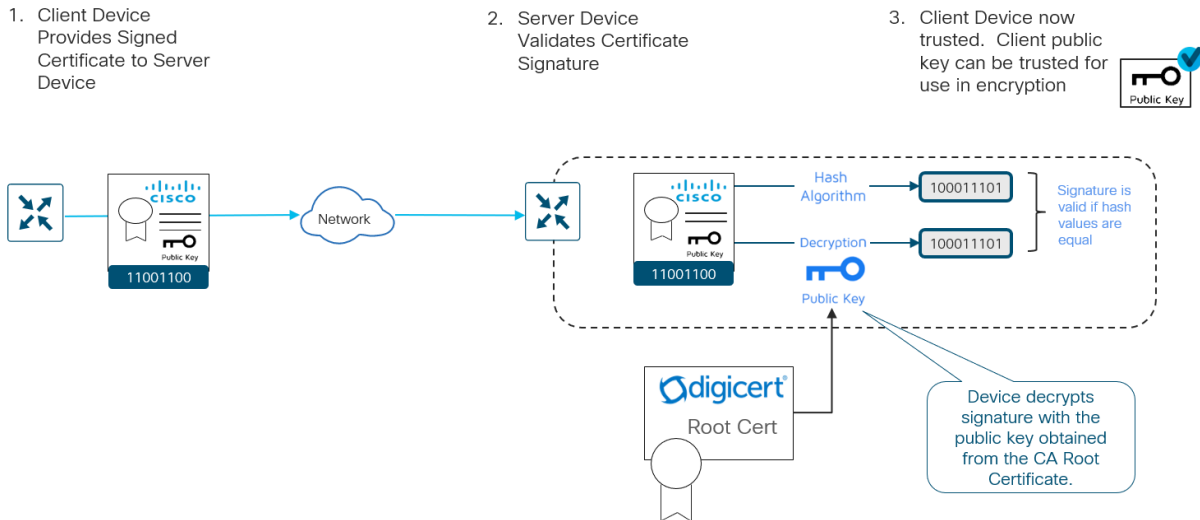 1. Client Device
Provides Signed
Certificate to Server
Device
2. Server Device
Validates Certificate
Signature
3. Client Device now
trusted. Client public
key can be trusted for
use in encryption
Public Key
CISCO
Public Key
11001100
Network
CISCO
Public Key
11001100
Hash
Algorithm
100011101
Decryption
100011101
Public Key
Signature is
valid if hash
values are
equal
digicert®
Root Cert
Device decrypts
signature with the
public key obtained
from the CA Root
Certificate.